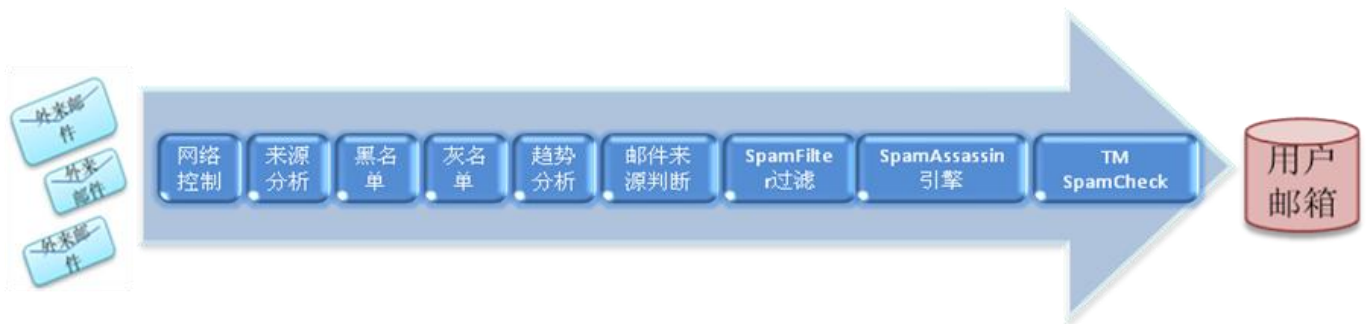 外来邮
件
外来
邮件
外来邮
件
网络
控制
来源
分析
黑名
单
灰名
单
趋势
分析
邮件来
源判断
SpamFilte
r过滤
SpamAssassin
引擎
TM
SpamCheck
用户
邮箱